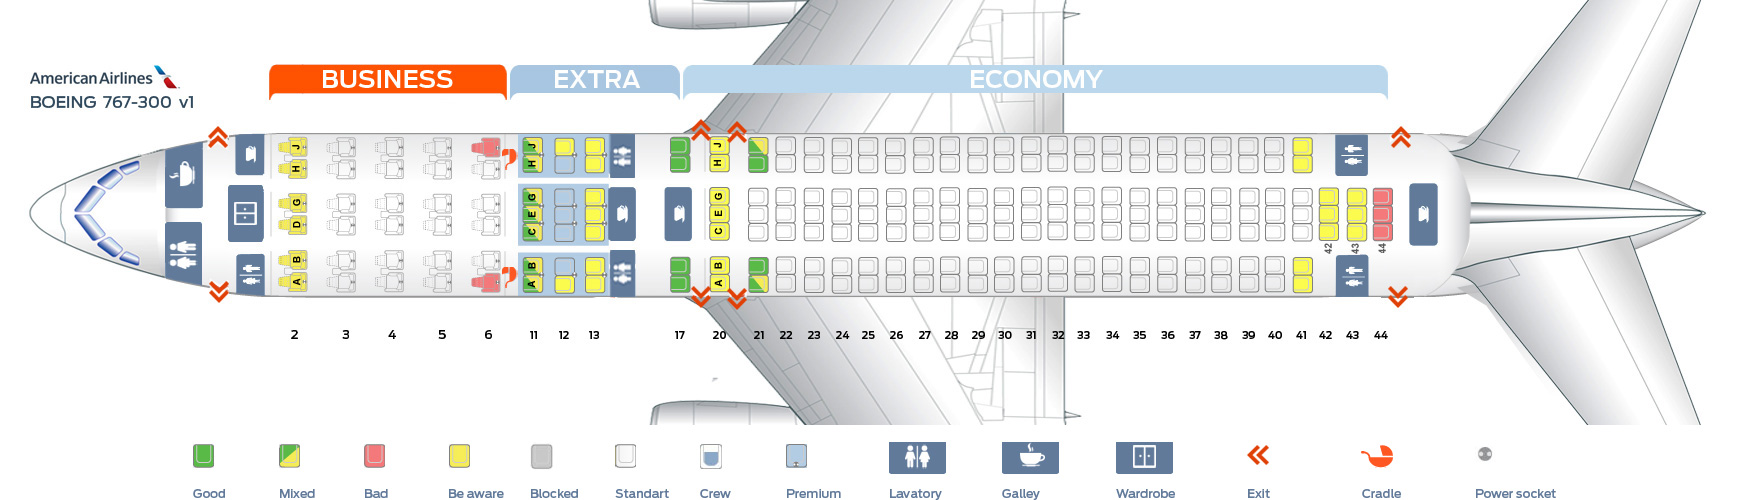 BUSINESS EXTRA ECONOMY
American Airlines
BOEING 767-300 v1
J J J
H H H
G G G
D E E
C C
B B B
A A A
42 43 44
2 3 4 5 6 11 12 13 17 20 21 22 23 24 25 26 27 28 29 30 31 32 33 34 35 36 37 38 39 40 41 42 43 44
Good Mixed Bad Be aware Blocked Standart Crew Premium Lavatory Galley Wardrobe Exit Cradle Power socket